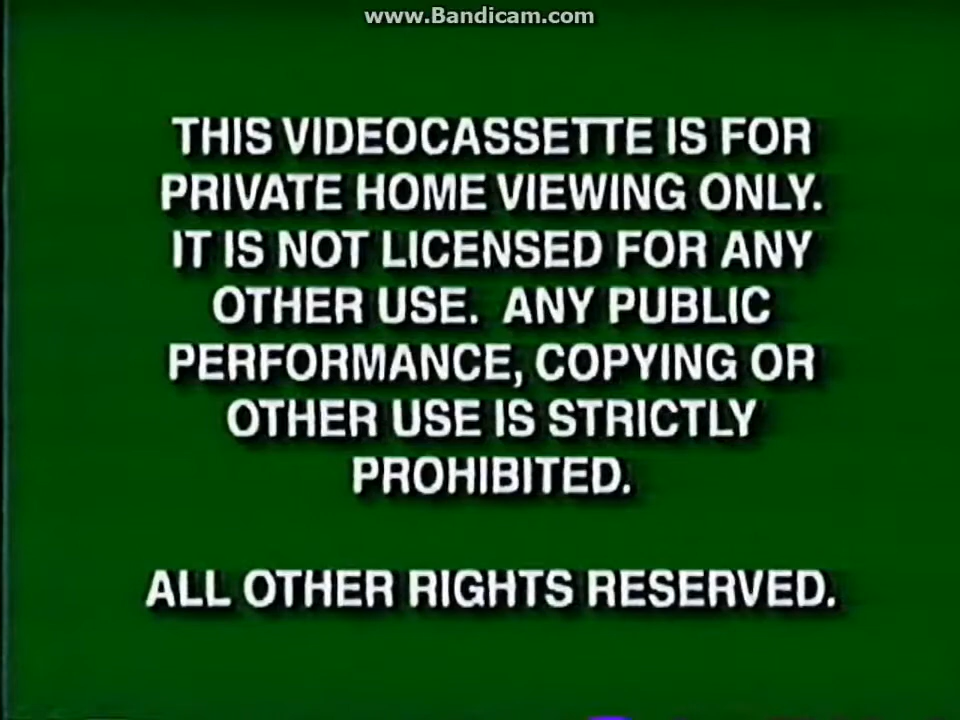 www.Bandicam.com
THIS VIDEOCASSETTE IS FOR
PRIVATE HOME VIEWING ONLY.
IT IS NOT LICENSED FOR ANY
OTHER USE. ANY PUBLIC
PERFORMANCE, COPYING OR
OTHER USE IS STRICTLY
PROHIBITED.
ALL OTHER RIGHTS RESERVED.